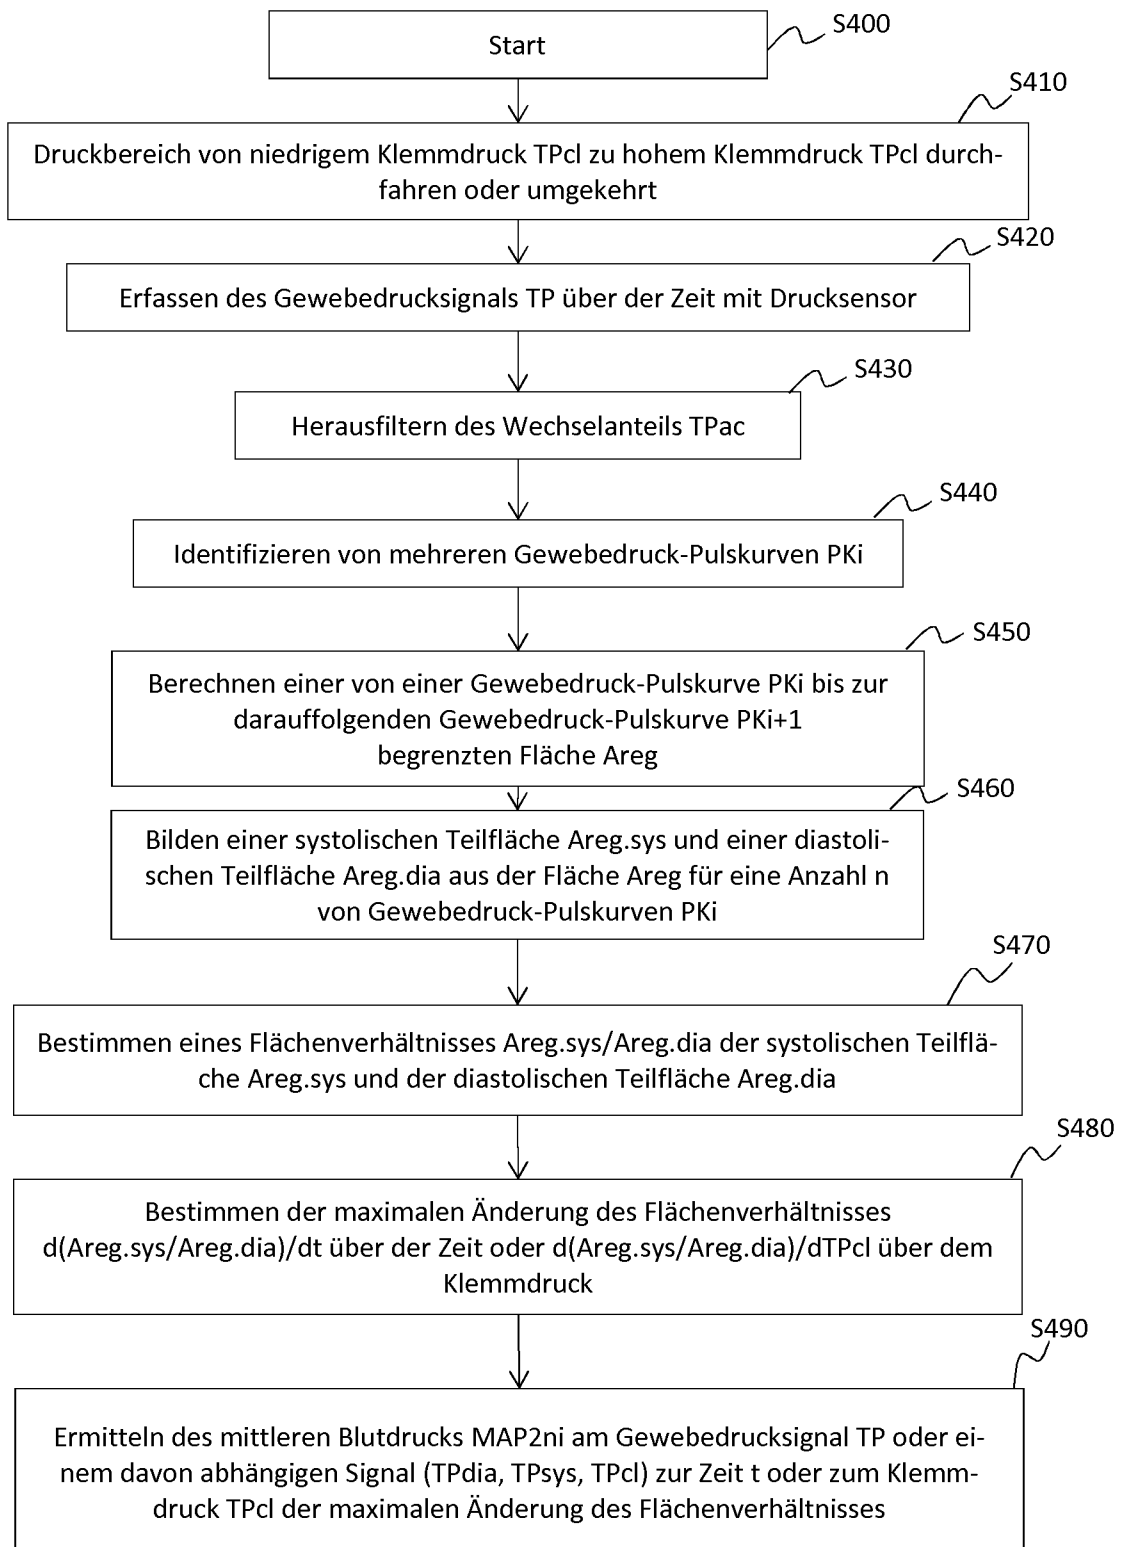 Start
S400
S410
Druckbereich von niedrigem Klemmdruck TPcl zu hohem Klemmdruck TPcl durch-
fahren oder umgekehrt
S420
Erfassen des Gewebedrucksignals TP über der Zeit mit Drucksensor
S430
Herausfiltern des Wechselanteils TPac
S440
Identifizieren von mehreren Gewebedruck-Pulskurven PKi
S450
Berechnen einer von einer Gewebedruck-Pulskurve PKi bis zur
darauffolgenden Gewebedruck-Pulskurve PKi+1
begrenzten Fläche Areg
S460
Bilden einer systolischen Teilfläche Areg.sys und einer diastoli-
schen Teilfläche Areg.dia aus der Fläche Areg für eine Anzahl n
von Gewebedruck-Pulskurven PKi
S470
Bestimmen eines Flächenverhältnisses Areg.sys/Areg.dia der systolischen Teilflä-
che Areg.sys und der diastolischen Teilfläche Areg.dia
S480
Bestimmen der maximalen Änderung des Flächenverhältnisses
d(Areg.sys/Areg.dia)/dt über der Zeit oder d(Areg.sys/Areg.dia)/dTPcl über dem
Klemmdruck
S490
Ermitteln des mittleren Blutdrucks MAP2ni am Gewebedrucksignal TP oder ei-
nem davon abhängigen Signal (TPdia, TPsys, TPcl) zur Zeit t oder zum Klemm-
druck TPcl der maximalen Änderung des Flächenverhältnisses